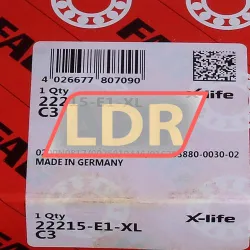 FAG
4 026677 807090
1 Qty
22215-E1-XL
C3
X-life
LDR
3880-0030-02
MADE IN GERMANY
1 Qty
22215-E1-XL
C3
X-life